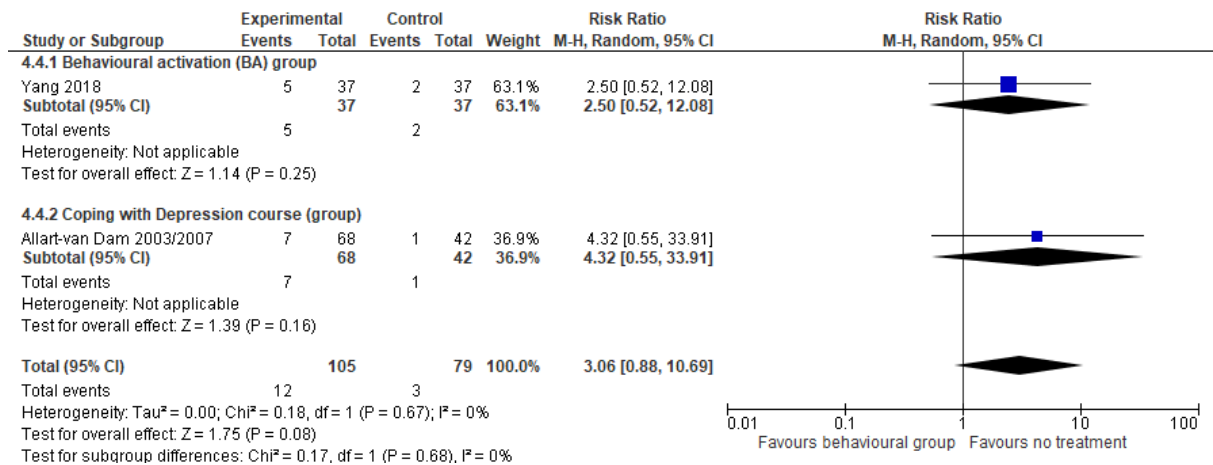 Experimental Control Risk Ratio Risk Ratio
Study or Subgroup Events Total Events Total Weight M-H, Random, 95% CI M-H, Random, 95% CI
4.4.1 Behavioural activation (BA) group
Yang 2018 5 37 2 37 63.1% 2.50 [0.52, 12.08]
Subtotal (95% CI) 37 37 63.1% 2.50 [0.52, 12.08]
Total events 5 2
Heterogeneity: Not applicable
Test for overall effect: Z = 1.14 (P = 0.25)
4.4.2 Coping with Depression course (group)
Allart-van Dam 2003/2007 7 68 1 42 36.9% 4.32 [0.55, 33.91]
Subtotal (95% CI) 68 42 36.9% 4.32 [0.55, 33.91]
Total events 7 1
Heterogeneity: Not applicable
Test for overall effect: Z = 1.39 (P = 0.16)
Total (95% CI) 105 79 100.0% 3.06 [0.88, 10.69]
Total events 12 3
Heterogeneity: Tau² = 0.00; Chi² = 0.18, df = 1 (P = 0.67); I² = 0%
Test for overall effect: Z = 1.75 (P = 0.08)
Test for subgroup differences: Chi² = 0.17, df = 1 (P = 0.68), I² = 0%
0.01 0.1 1 10 100
Favours behavioural group Favours no treatment